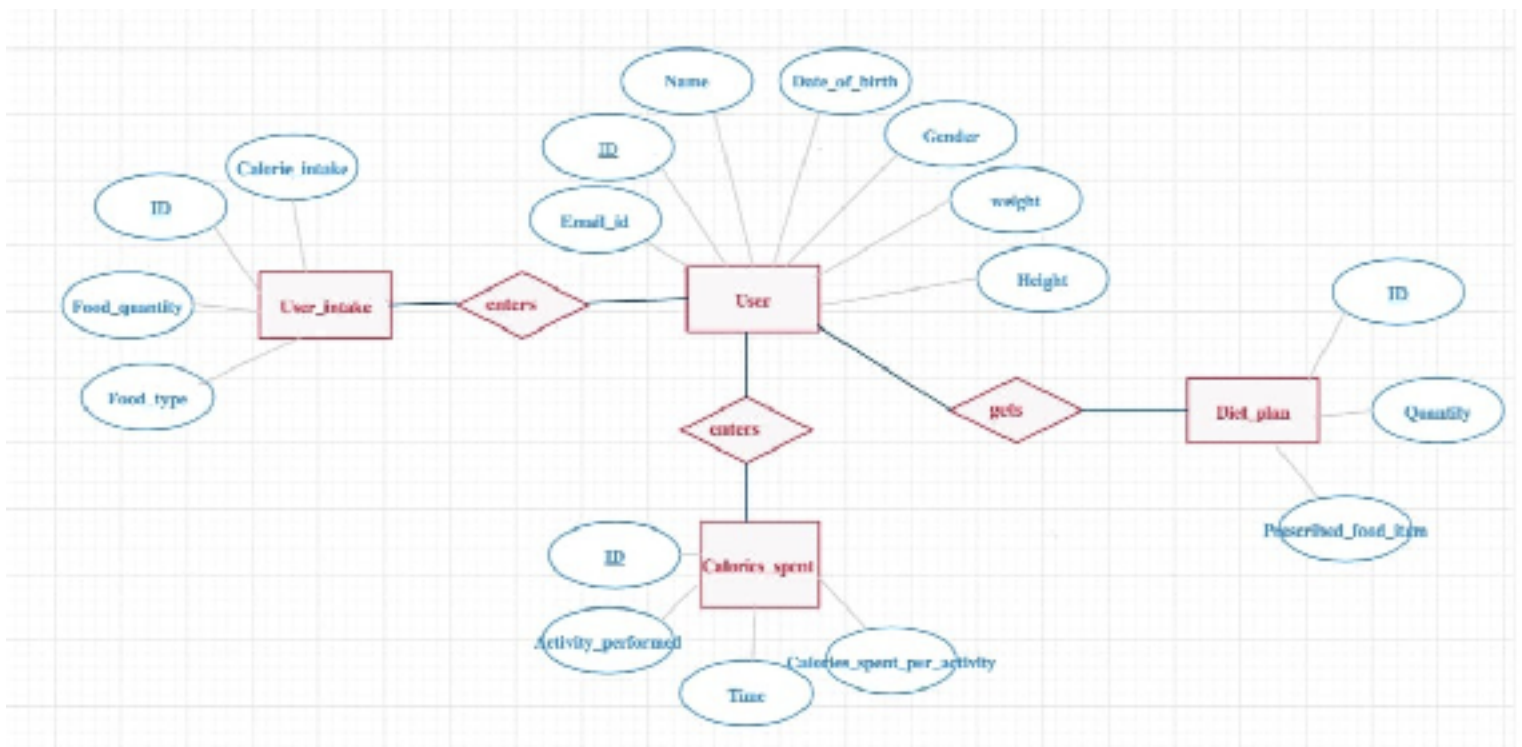 Name
Date_of_birth
Gender
ID
weight
Email_id
Height
Calorie_intake
ID
Food_quantity
User_intake
Food_type
enters
User
enters
gets
ID
Diet_plan
Quantity
Prescribed_food_item
ID
Calories_spent
Activity_performed
Calories_spent_per_activity
Time